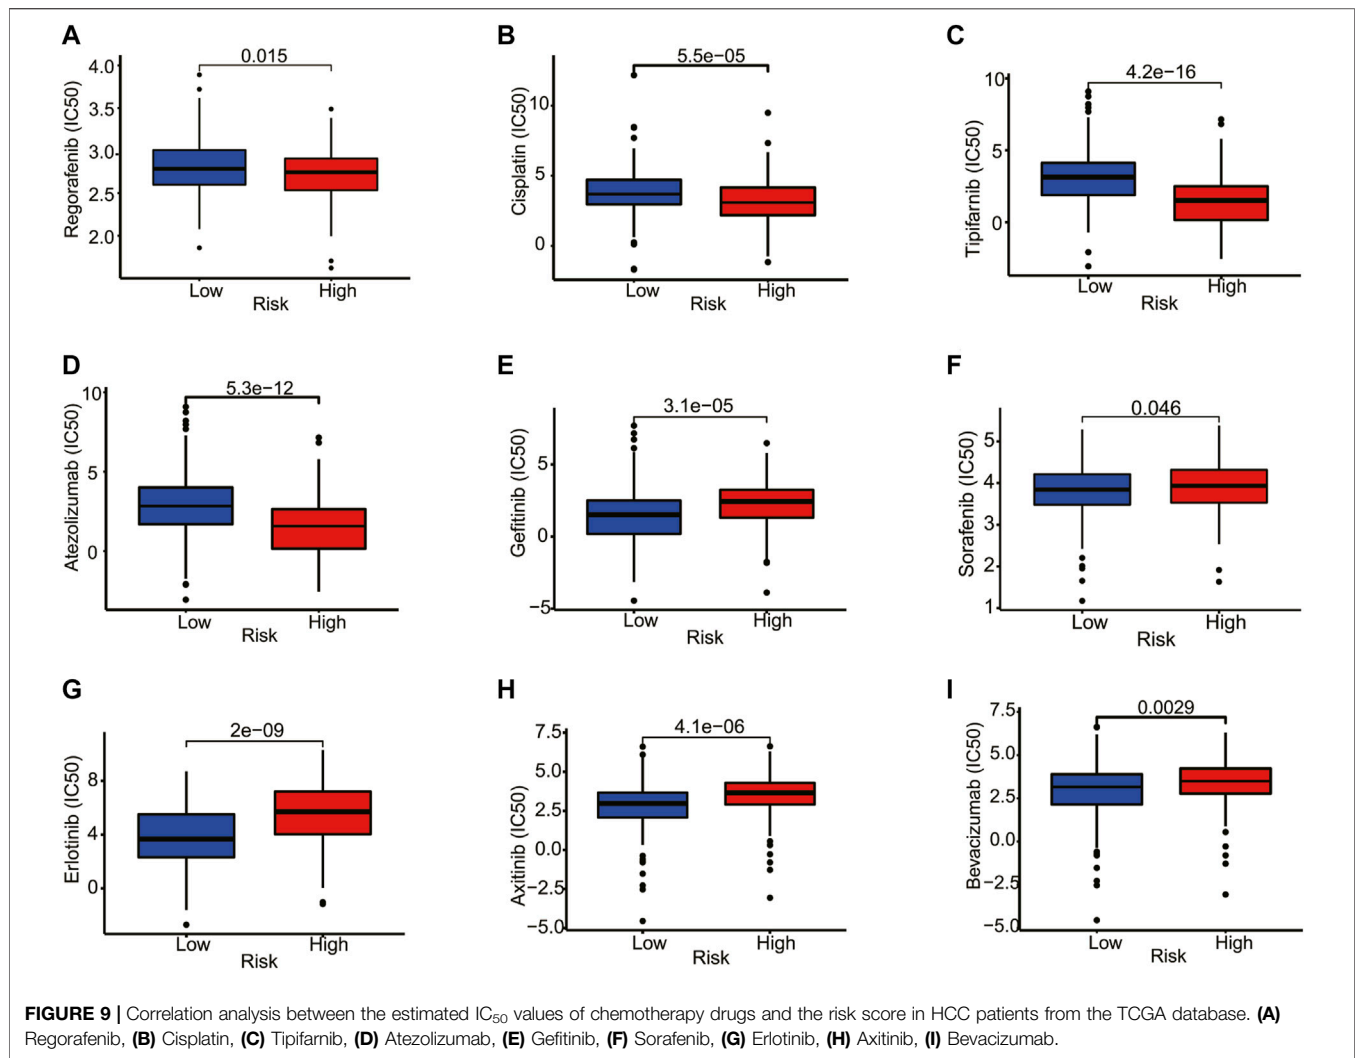 A
0.015
Regorafenib (IC50)
4.0
3.5
3.0
2.5
2.0
Low
High
Risk
B
5.5e−05
Cisplatin (IC50)
10
5
0
Low
High
Risk
C
4.2e−16
Tipifarnib (IC50)
10
5
0
Low
High
Risk
D
5.3e−12
Atezolizumab (IC50)
10
5
0
Low
High
Risk
E
3.1e−05
Gefitinib (IC50)
5
0
−5
Low
High
Risk
F
0.046
Sorafenib (IC50)
5
4
3
2
1
Low
High
Risk
G
2e−09
Erlotinib (IC50)
8
4
0
Low
High
Risk
H
4.1e−06
Axitinib (IC50)
7.5
5.0
2.5
0.0
−2.5
−5.0
Low
High
Risk
I
0.0029
Bevacizumab (IC50)
7.5
5.0
2.5
0.0
−2.5
−5.0
Low
High
Risk
FIGURE 9 | Correlation analysis between the estimated IC50 values of chemotherapy drugs and the risk score in HCC patients from the TCGA database. (A)
Regorafenib, (B) Cisplatin, (C) Tipifarnib, (D) Atezolizumab, (E) Gefitinib, (F) Sorafenib, (G) Erlotinib, (H) Axitinib, (I) Bevacizumab.